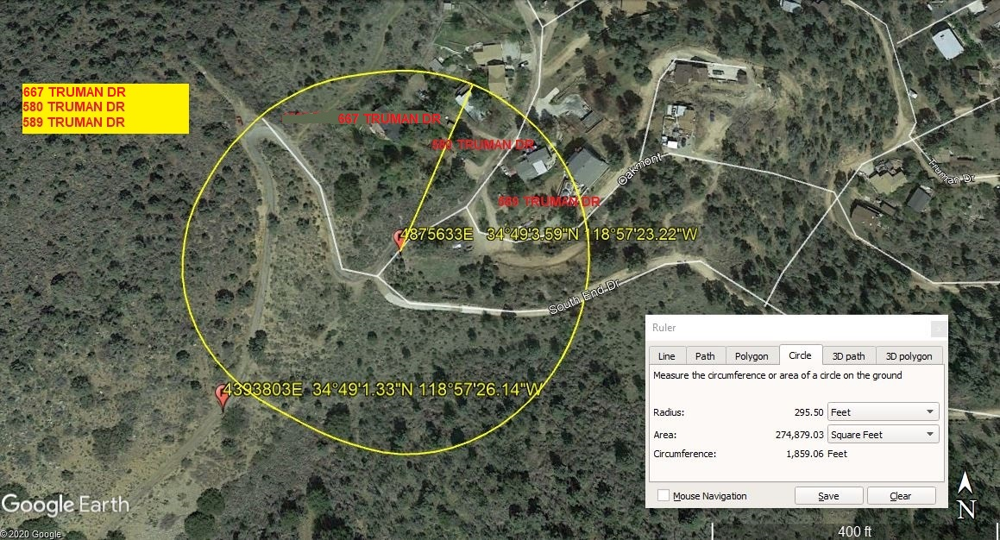 667 TRUMAN DR
580 TRUMAN DR
589 TRUMAN DR
667 TRUMAN DR
580 TRUMAN DR
589 TRUMAN DR
Oakmont
Truman Dr
4875633E 34°49'3.59"N 118°57'23.22"W
South End Dr
4393803E 34°49'1.33"N 118°57'26.14"W
Ruler
x
Line Path Polygon Circle 3D path 3D polygon
Measure the circumference or area of a circle on the ground
Radius: 295.50 Feet
Area: 274,879.03 Square Feet
Circumference: 1,859.06 Feet
Mouse Navigation Save Clear
Google Earth
© 2020 Google
N
400 ft